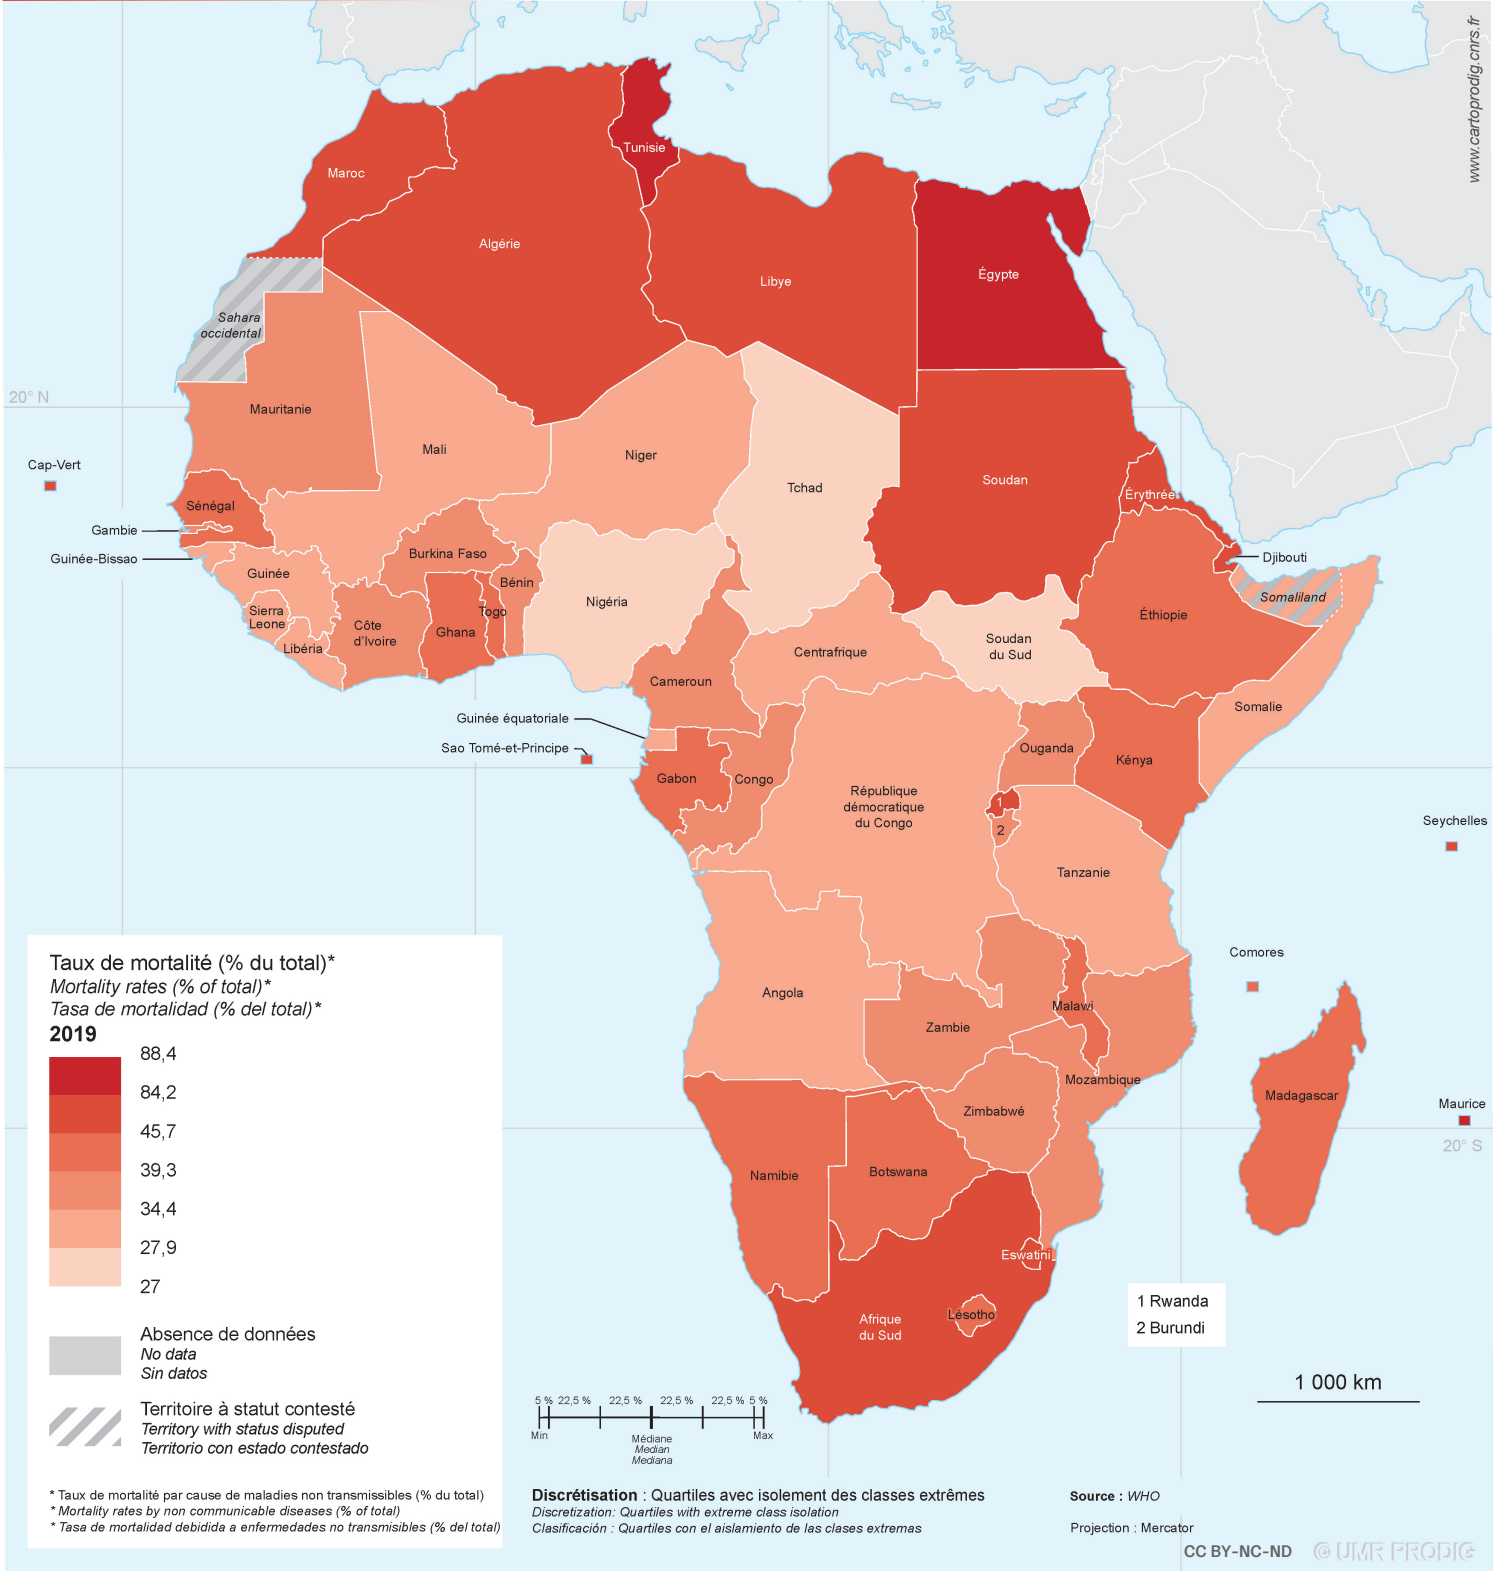 www.cartoprodig.cnrs.fr
Tunisie
Maroc
Algérie
Libye
Égypte
Sahara
occidental
20° N
Mauritanie
Mali
Niger
Tchad
Soudan
Érythrée
Cap-Vert
Sénégal
Gambie
Guinée-Bissao
Burkina Faso
Djibouti
Guinée
Bénin
Nigéria
Somaliland
Sierra
Leone
Togo
Éthiopie
Côte
d'Ivoire
Ghana
Libéria
Soudan
du Sud
Centrafrique
Cameroun
Somalie
Guinée équatoriale
Sao Tomé-et-Principe
Ouganda
Kénya
Gabon
Congo
République
démocratique
du Congo
1
2
Seychelles
Tanzanie
Comores
Angola
Malawi
Zambie
Mozambique
Madagascar
Maurice
20° S
Zimbabwé
Namibie
Botswana
Eswatini
Lésotho
Afrique
du Sud
1 Rwanda
2 Burundi
1 000 km
Taux de mortalité (% du total)*
Mortality rates (% of total)*
Tasa de mortalidad (% del total)*
2019
88,4
84,2
45,7
39,3
34,4
27,9
27
Absence de données
No data
Sin datos
Territoire à statut contesté
Territory with status disputed
Territorio con estado contestado
* Taux de mortalité par cause de maladies non transmissibles (% du total)
* Mortality rates by non communicable diseases (% of total)
* Tasa de mortalidad debidida a enfermedades no transmisibles (% del total)
5 % 22,5 % 22,5 % 22,5 % 22,5 % 5 %
Min Médiane Max
Median
Mediana
Discrétisation : Quartiles avec isolement des classes extrêmes
Discretization: Quartiles with extreme class isolation
Clasificación : Quartiles con el aislamiento de las clases extremas
Source : WHO
Projection : Mercator
CC BY-NC-ND © UMR PRODIG